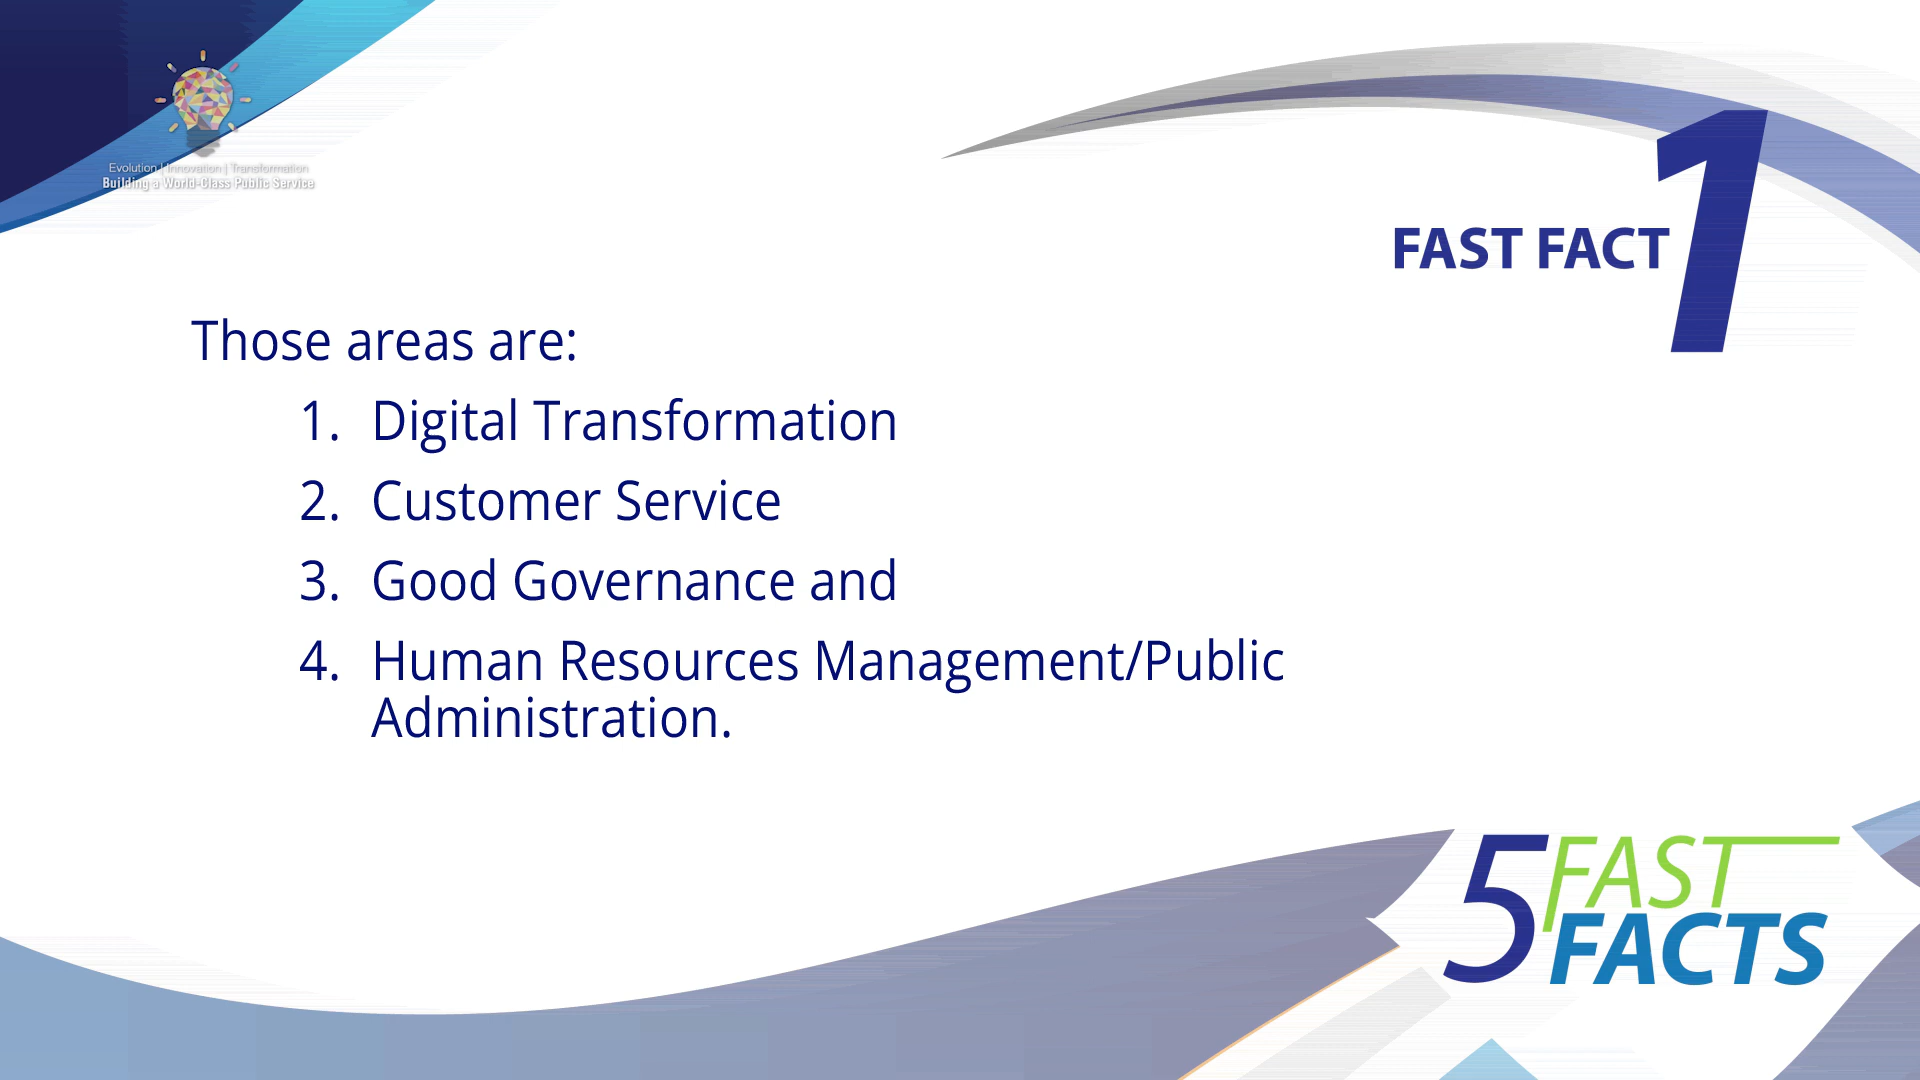 Evolution | Innovation | Transformation
Building a World-Class Public Service
FAST FACT 1
Those areas are:
1. Digital Transformation
2. Customer Service
3. Good Governance and
4. Human Resources Management/Public
Administration.
5 FAST
FACTS